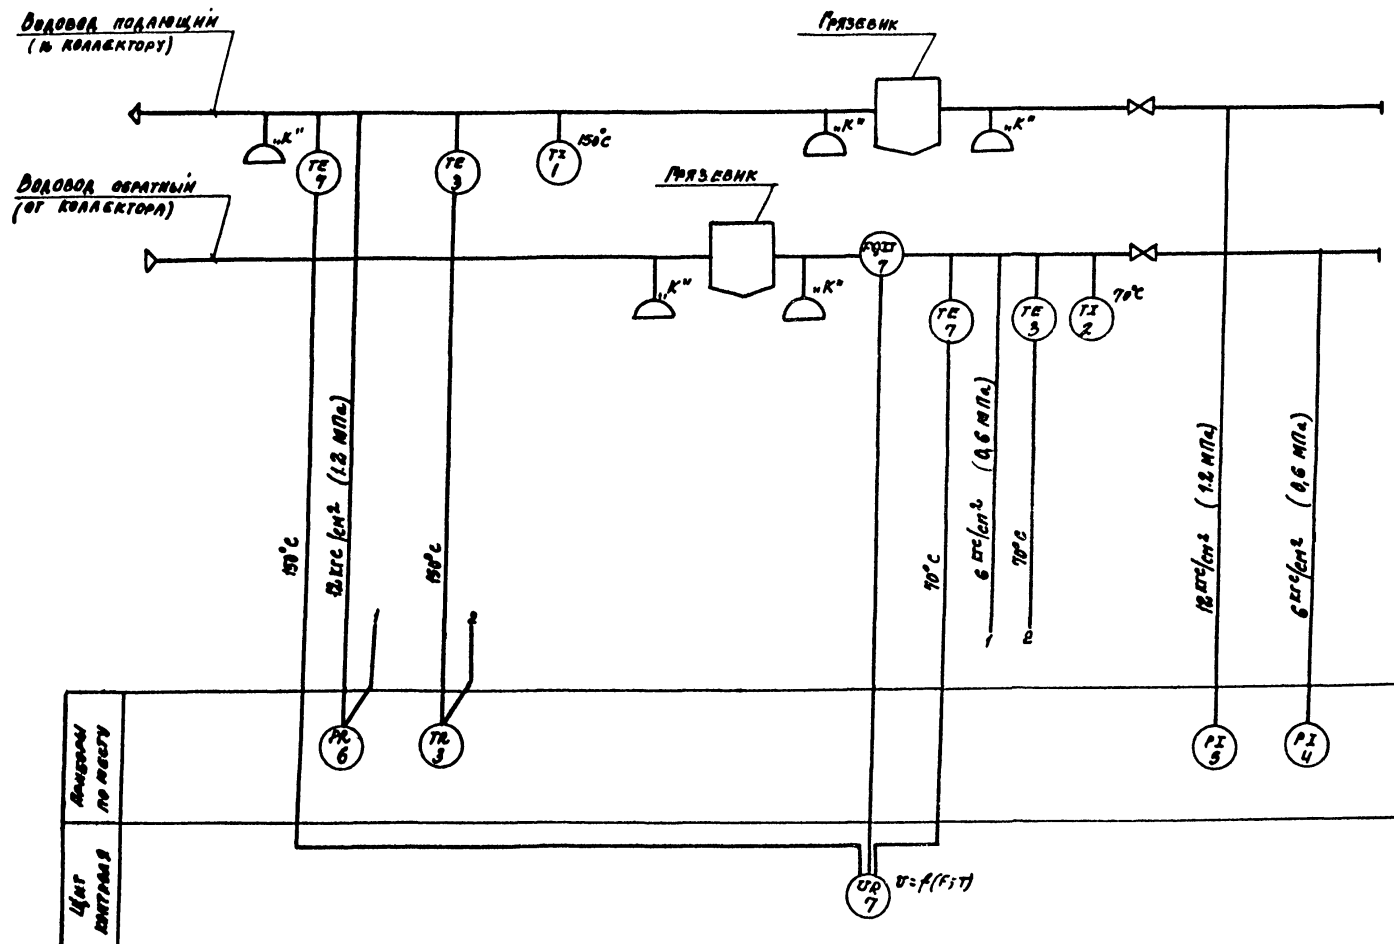 Водовод подающий
(к коллектору)
Грязевик
„К"
TE
7
TE
3
TI
1
150°C
„К"
„К"
Водовод обратный
(от коллектора)
Грязевик
„К"
„К"
FQIT
7
TE
7
TE
3
TI
2
70°C
150°C
12 кгс/см² (1.2 МПа)
150°C
70°C
6 кгс/см² (0,6 МПа)
70°C
12 кгс/см² (1.2 МПа)
6 кгс/см² (0,6 МПа)
1
2
1
2
Приборы
по месту
PR
6
TR
3
PI
5
PI
4
Щит
контроля
UR
7
U=f(F;T)